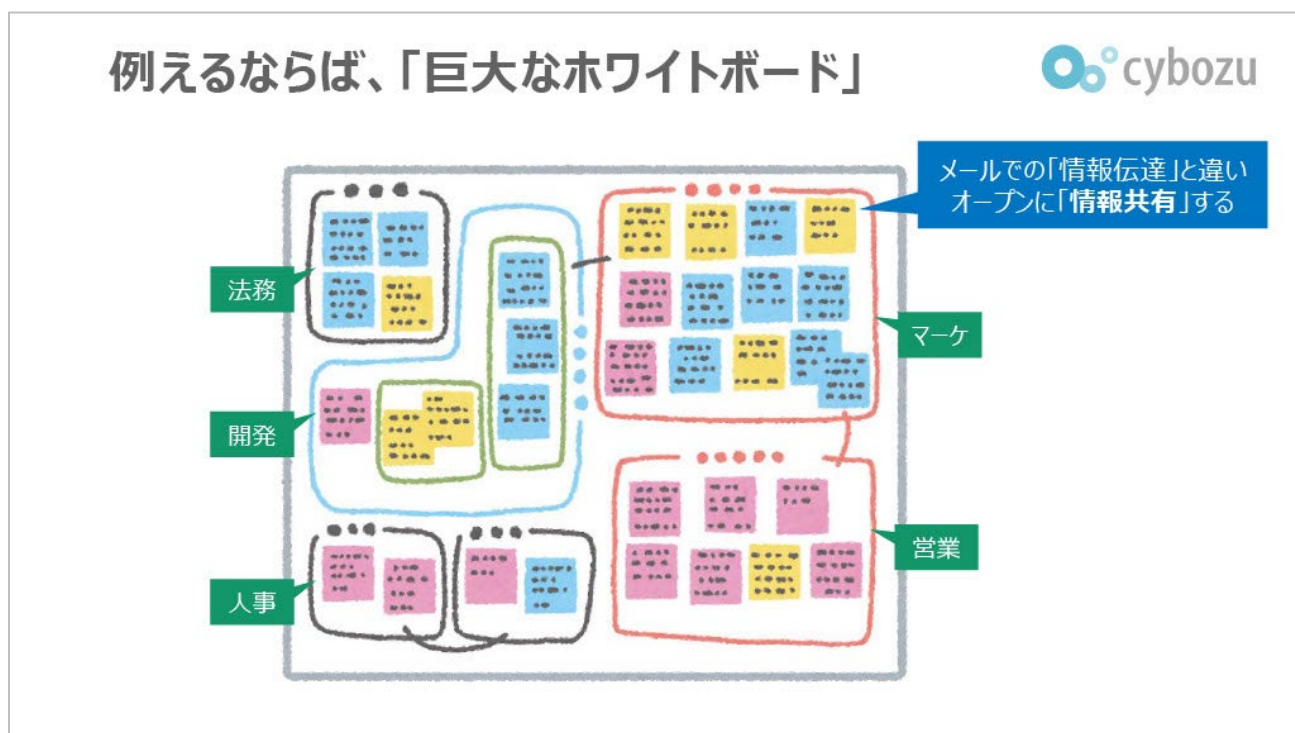 例えるならば、「巨大なホワイトボード」
cybozu
メールでの「情報伝達」と違い
オープンに「情報共有」する
法務
マーケ
開発
営業
人事